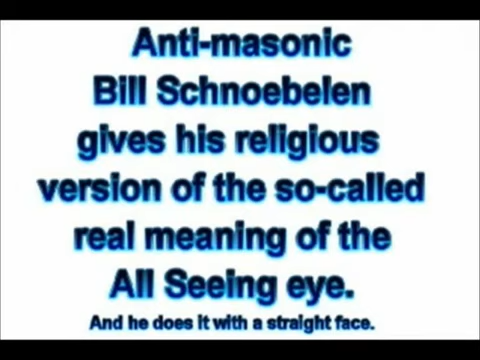 Anti-masonic
Bill Schnoebelen
gives his religious
version of the so-called
real meaning of the
All Seeing eye.
And he does it with a straight face.